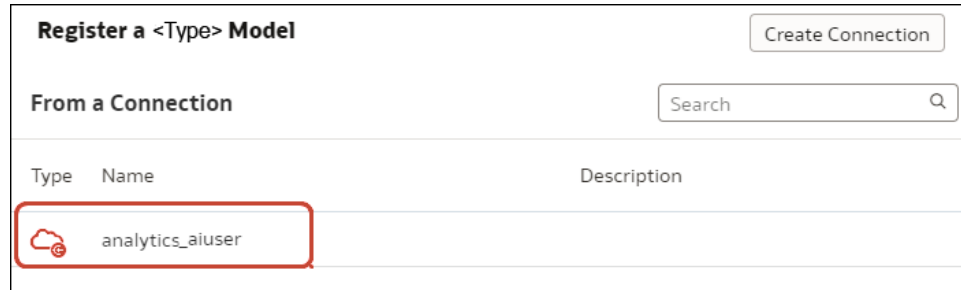 Register a <Type> Model
Create Connection
From a Connection
Search
Type Name Description
analytics_aiuser